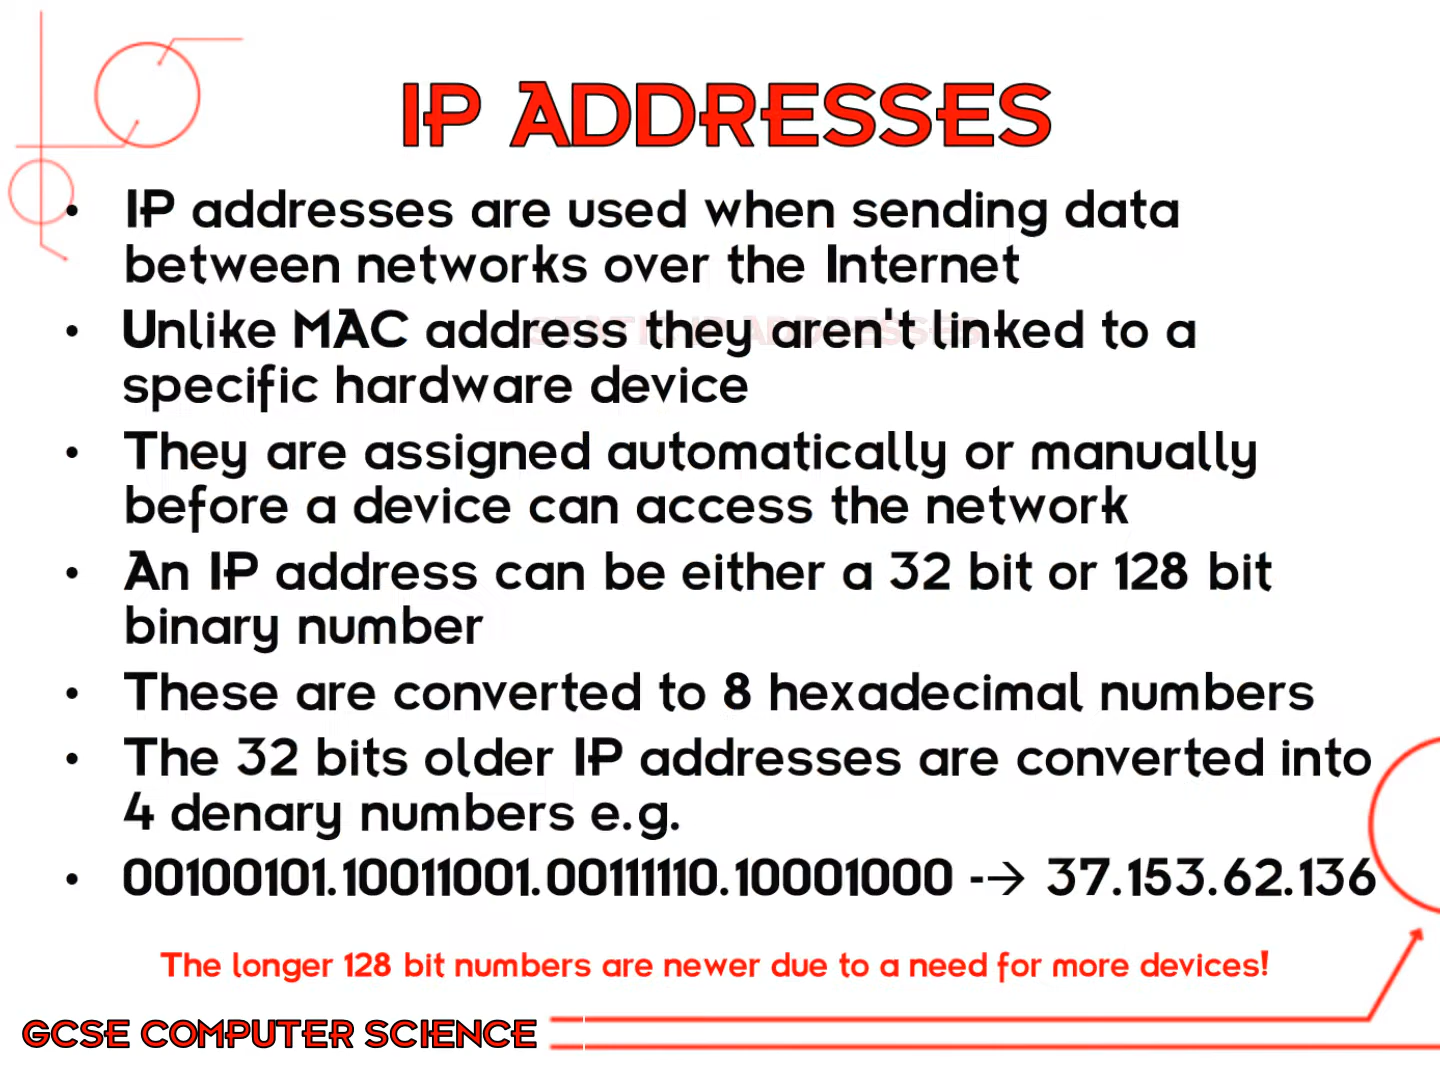 IP ADDRESSES
• IP addresses are used when sending data
between networks over the Internet
• Unlike MAC address they aren't linked to a
specific hardware device
STATIC IP ADDRESSES
• They are assigned automatically or manually
before a device can access the network
• An IP address can be either a 32 bit or 128 bit
binary number
• These are converted to 8 hexadecimal numbers
• The 32 bits older IP addresses are converted into
4 denary numbers e.g.
• 00100101.10011001.00111110.10001000 -→ 37.153.62.136
The longer 128 bit numbers are newer due to a need for more devices!
GCSE COMPUTER SCIENCE